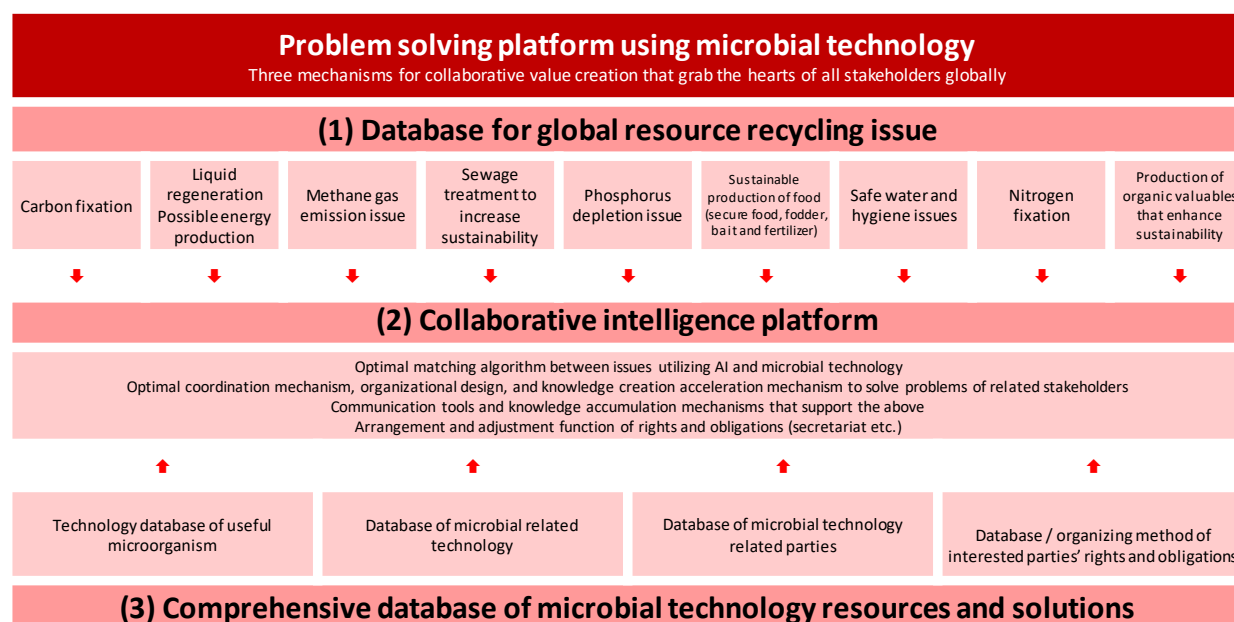 Problem solving platform using microbial technology
Three mechanisms for collaborative value creation that grab the hearts of all stakeholders globally
(1) Database for global resource recycling issue
Carbon fixation
Liquid
regeneration
Possible energy
production
Methane gas
emission issue
Sewage
treatment to
increase
sustainability
Phosphorus
depletion issue
Sustainable
production of food
(secure food, fodder,
bait and fertilizer)
Safe water and
hygiene issues
Nitrogen
fixation
Production of
organic valuables
that enhance
sustainability
(2) Collaborative intelligence platform
Optimal matching algorithm between issues utilizing AI and microbial technology
Optimal coordination mechanism, organizational design, and knowledge creation acceleration mechanism to solve problems of related stakeholders
Communication tools and knowledge accumulation mechanisms that support the above
Arrangement and adjustment function of rights and obligations (secretariat etc.)
Technology database of useful
microorganism
Database of microbial related
technology
Database of microbial technology
related parties
Database / organizing method of
interested parties’ rights and obligations
(3) Comprehensive database of microbial technology resources and solutions